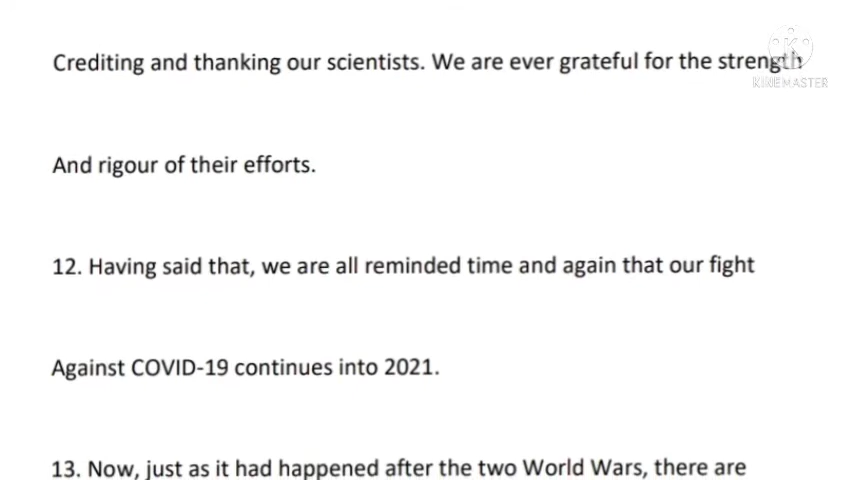 Crediting and thanking our scientists. We are ever grateful for the strength
KINEMASTER
And rigour of their efforts.
12. Having said that, we are all reminded time and again that our fight
Against COVID-19 continues into 2021.
13. Now, just as it had happened after the two World Wars, there are